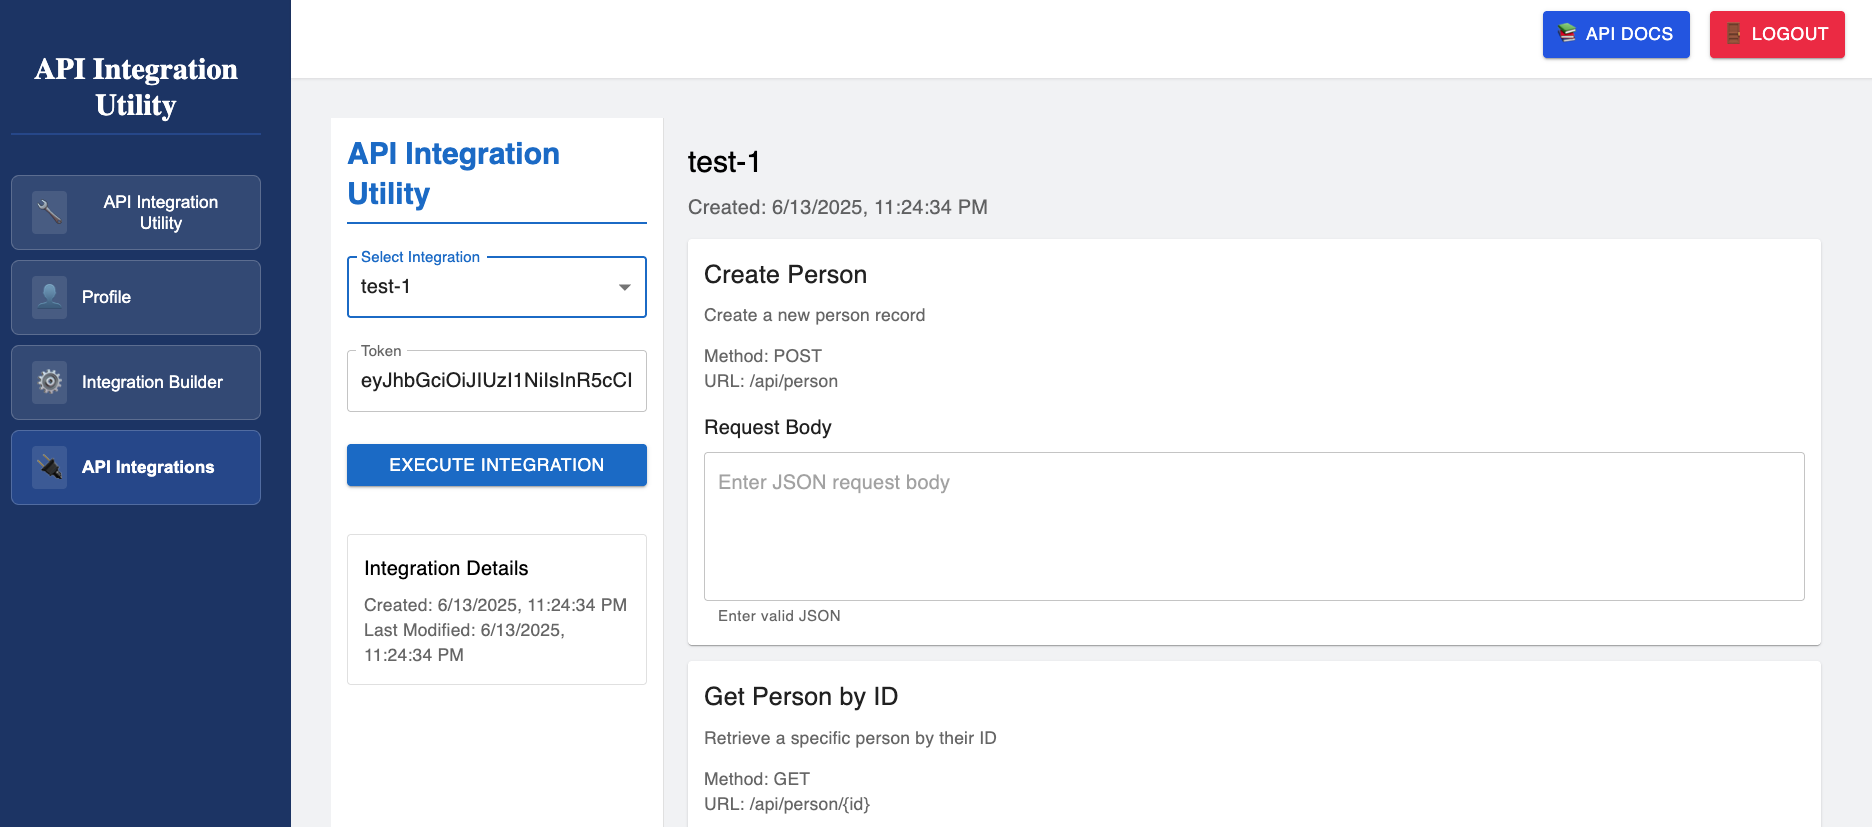 API Integration
Utility
API Integration
Utility
Profile
Integration Builder
API Integrations
API DOCS
LOGOUT
API Integration
Utility
Select Integration
test-1
Token
eyJhbGciOiJIUzI1NiIsInR5cCI
EXECUTE INTEGRATION
Integration Details
Created: 6/13/2025, 11:24:34 PM
Last Modified: 6/13/2025,
11:24:34 PM
test-1
Created: 6/13/2025, 11:24:34 PM
Create Person
Create a new person record
Method: POST
URL: /api/person
Request Body
Enter JSON request body
Enter valid JSON
Get Person by ID
Retrieve a specific person by their ID
Method: GET
URL: /api/person/{id}